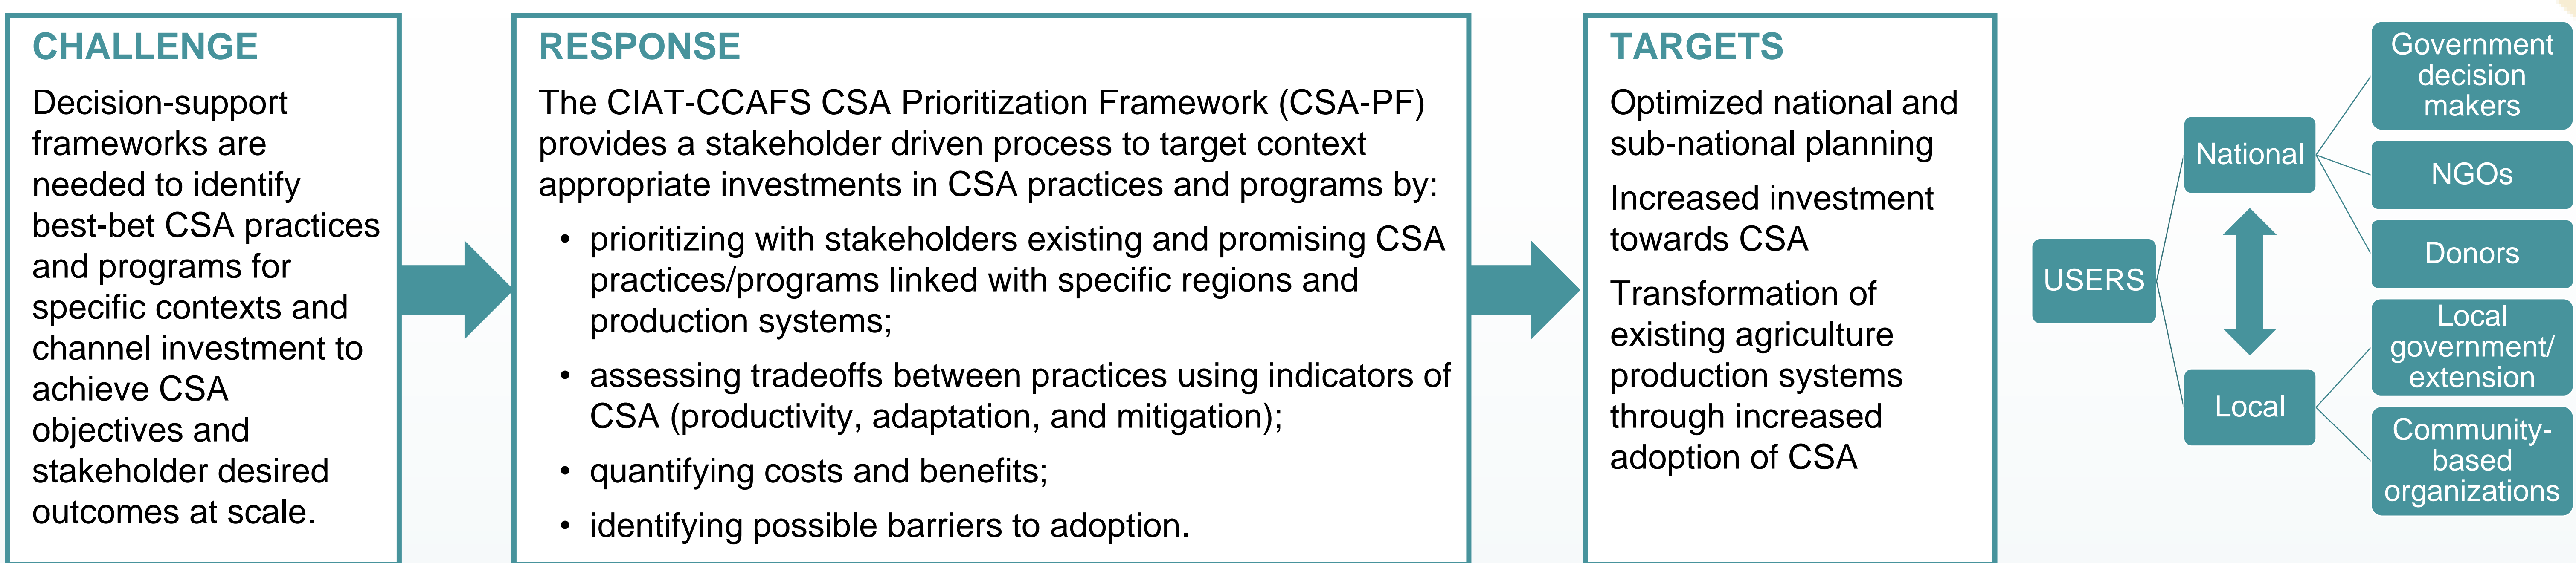 CHALLENGE
Decision-support
frameworks are
needed to identify
best-bet CSA practices
and programs for
specific contexts and
channel investment to
achieve CSA
objectives and
stakeholder desired
outcomes at scale.
RESPONSE
The CIAT-CCAFS CSA Prioritization Framework (CSA-PF)
provides a stakeholder driven process to target context
appropriate investments in CSA practices and programs by:
• prioritizing with stakeholders existing and promising CSA
practices/programs linked with specific regions and
production systems;
• assessing tradeoffs between practices using indicators of
CSA (productivity, adaptation, and mitigation);
• quantifying costs and benefits;
• identifying possible barriers to adoption.
TARGETS
Optimized national and
sub-national planning
Increased investment
towards CSA
Transformation of
existing agriculture
production systems
through increased
adoption of CSA
USERS
National
Government
decision
makers
NGOs
Donors
Local
Local
government/
extension
Community-
based
organizations